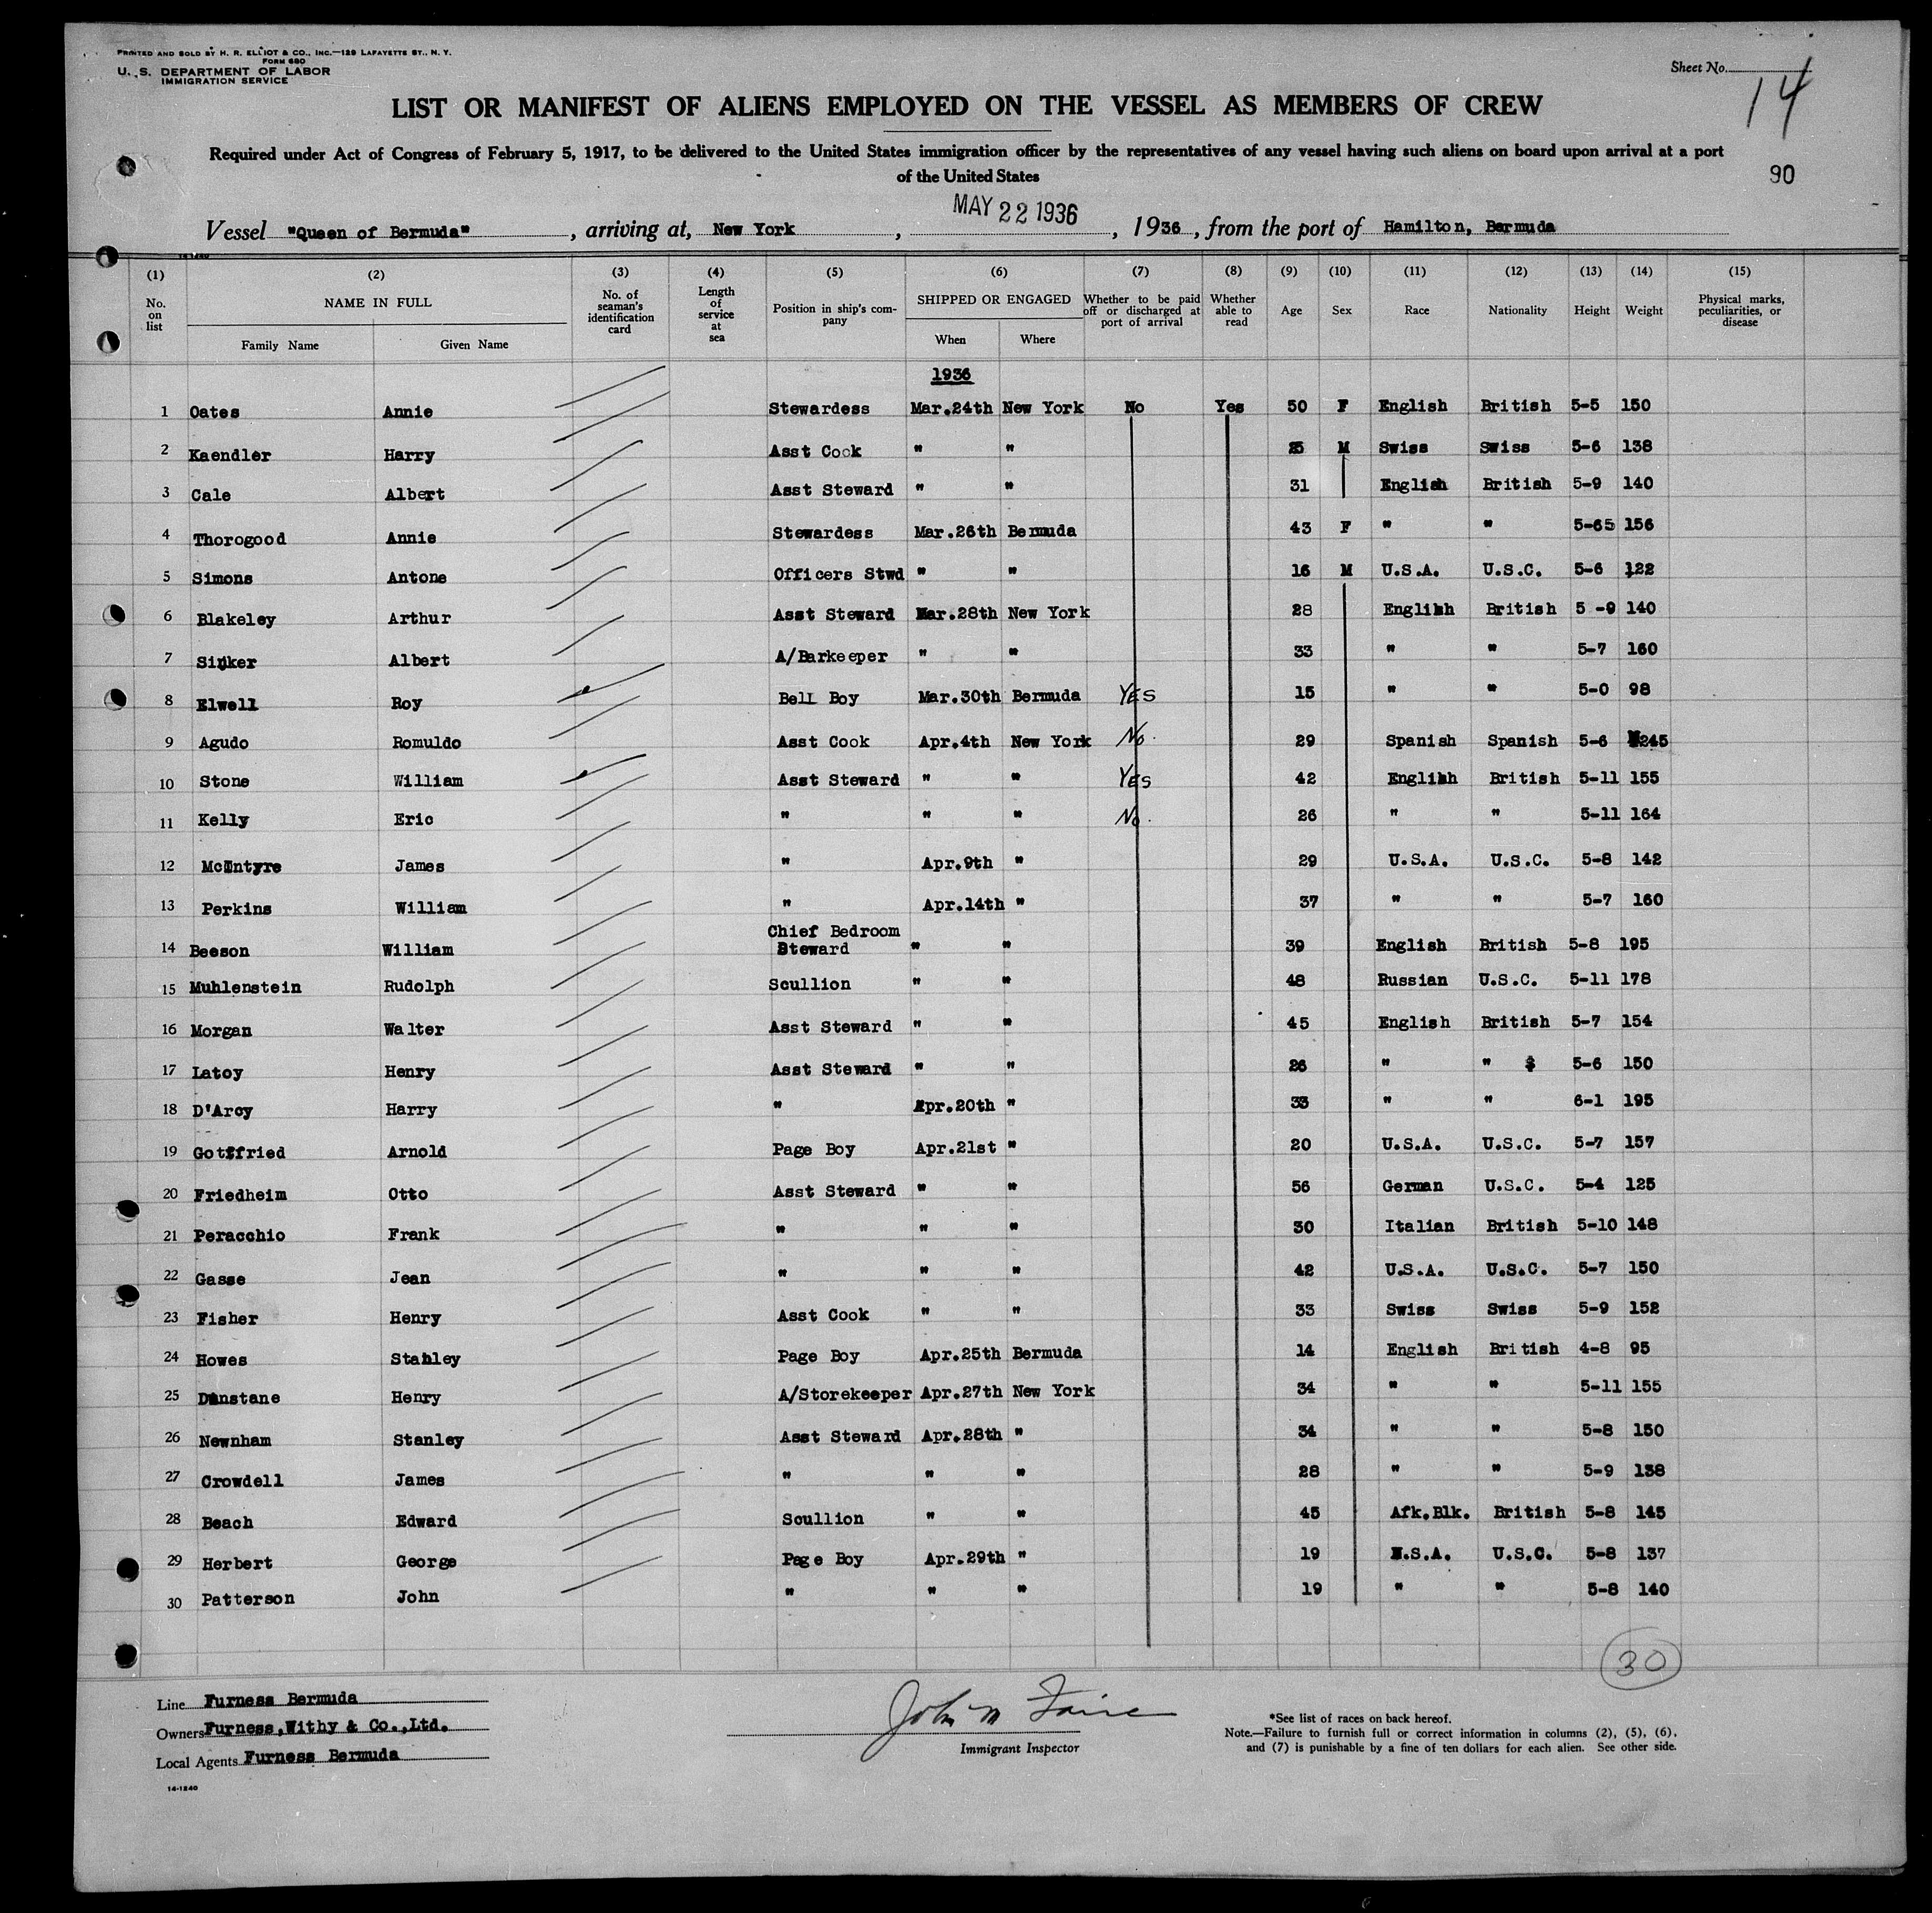 PRINTED AND SOLD BY H. R. ELLIOT & CO., INC.—129 LAFAYETTE ST., N. Y.
FORM 680
U. S. DEPARTMENT OF LABOR
IMMIGRATION SERVICE
Sheet No. 14
LIST OR MANIFEST OF ALIENS EMPLOYED ON THE VESSEL AS MEMBERS OF CREW
Required under Act of Congress of February 5, 1917, to be delivered to the United States immigration officer by the representatives of any vessel having such aliens on board upon arrival at a port
of the United States
90
MAY 22 1936
Vessel "Queen of Bermuda", arriving at, New York, , 1936, from the port of Hamilton, Bermuda
14-1240
(1) (2) (3) (4) (5) (6) (7) (8) (9) (10) (11) (12) (13) (14) (15)
No. on list NAME IN FULL Family Name Given Name No. of seaman's identification card Length of service at sea Position in ship's company SHIPPED OR ENGAGED When Where Whether to be paid off or discharged at port of arrival Whether able to read Age Sex Race Nationality Height Weight Physical marks, peculiarities, or disease
1936
1 Oates Annie Stewardess Mar.24th New York No Yes 50 F English British 5-5 150
2 Kaendler Harry Asst Cook " " 25 M Swiss Swiss 5-6 138
3 Cale Albert Asst Steward " " 31 English British 5-9 140
4 Thorogood Annie Stewardess Mar.26th Bermuda 43 F " " 5-65 156
5 Simons Antone Officers Stwd " " 16 M U.S.A. U.S.C. 5-6 122
6 Blakeley Arthur Asst Steward Mar.28th New York 28 English British 5 -9 140
7 Sinker Albert A/Barkeeper " " 33 " " 5-7 160
8 Elwell Roy Bell Boy Mar.30th Bermuda YES 15 " " 5-0 98
9 Agudo Romuldo Asst Cook Apr.4th New York No. 29 Spanish Spanish 5-6 245
10 Stone William Asst Steward " " YES 42 English British 5-11 155
11 Kelly Eric " " " No. 26 " " 5-11 164
12 McIntyre James " Apr.9th " 29 U.S.A. U.S.C. 5-8 142
13 Perkins William " Apr.14th " 37 " " 5-7 160
14 Beeson William Chief Bedroom Steward " " 39 English British 5-8 195
15 Muhlenstein Rudolph Scullion " " 48 Russian U.S.C. 5-11 178
16 Morgan Walter Asst Steward " " 45 English British 5-7 154
17 Latoy Henry Asst Steward " " 26 " " 5-6 150
18 D'Arcy Harry " Apr.20th " 33 " " 6-1 195
19 Gotffried Arnold Page Boy Apr.21st " 20 U.S.A. U.S.C. 5-7 157
20 Friedheim Otto Asst Steward " " 56 German U.S.C. 5-4 125
21 Peracchio Frank " " " 30 Italian British 5-10 148
22 Gasse Jean " " " 42 U.S.A. U.S.C. 5-7 150
23 Fisher Henry Asst Cook " " 33 Swiss Swiss 5-9 152
24 Howes Stanley Page Boy Apr.25th Bermuda 14 English British 4-8 95
25 Dunstane Henry A/Storekeeper Apr.27th New York 34 " " 5-11 155
26 Newnham Stanley Asst Steward Apr.28th " 34 " " 5-8 150
27 Crowdell James " " " 28 " " 5-9 138
28 Beach Edward Scullion " " 45 Afk.Blk. British 5-8 145
29 Herbert George Page Boy Apr.29th " 19 U.S.A. U.S.C. 5-8 137
30 Patterson John " " " 19 " " 5-8 140
30
Line Furness Bermuda
Owners Furness,Withy & Co.,Ltd.
Local Agents Furness Bermuda
14-1240
John
Immigrant Inspector
*See list of races on back hereof.
Note.—Failure to furnish full or correct information in columns (2), (5), (6),
and (7) is punishable by a fine of ten dollars for each alien. See other side.